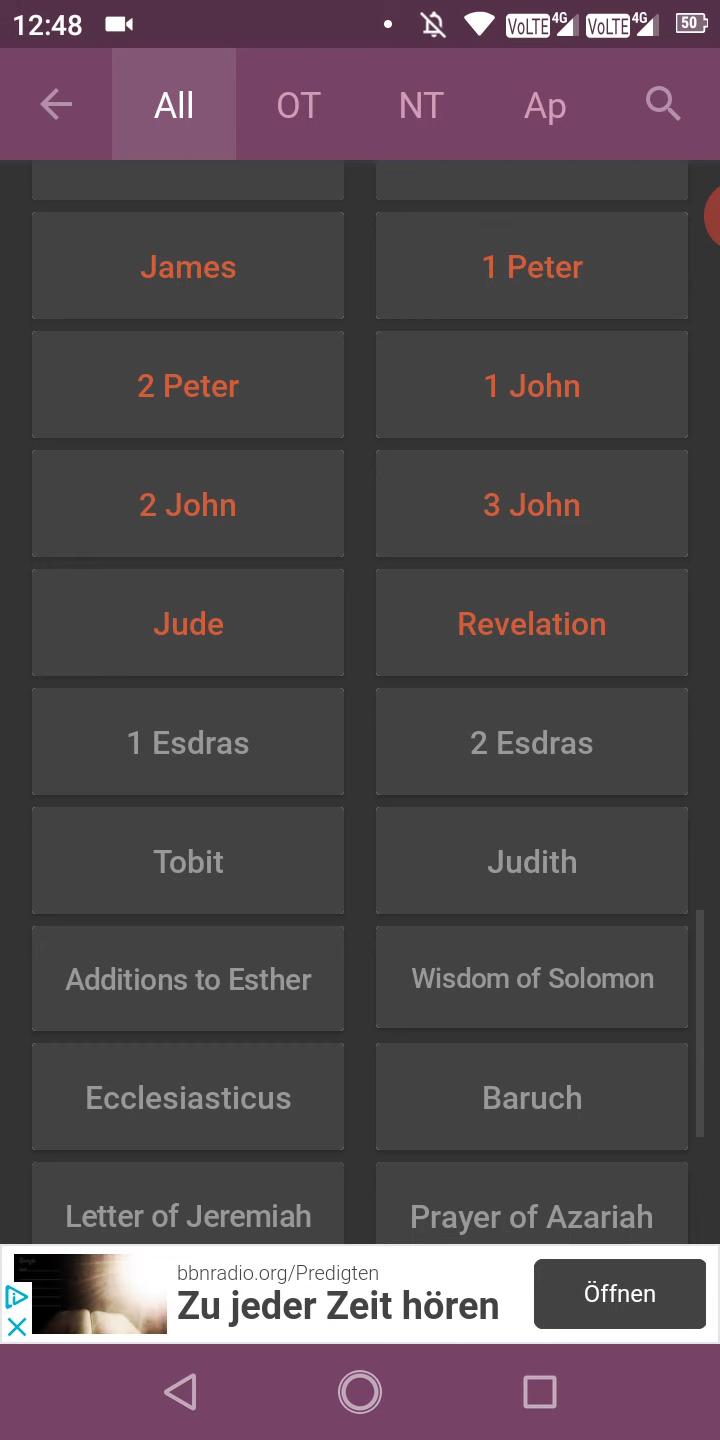 12:48
VoLTE 4G VoLTE 4G 50
All OT NT Ap
James 1 Peter
2 Peter 1 John
2 John 3 John
Jude Revelation
1 Esdras 2 Esdras
Tobit Judith
Additions to Esther Wisdom of Solomon
Ecclesiasticus Baruch
Letter of Jeremiah Prayer of Azariah
bbnradio.org/Predigten
Zu jeder Zeit hören
Öffnen